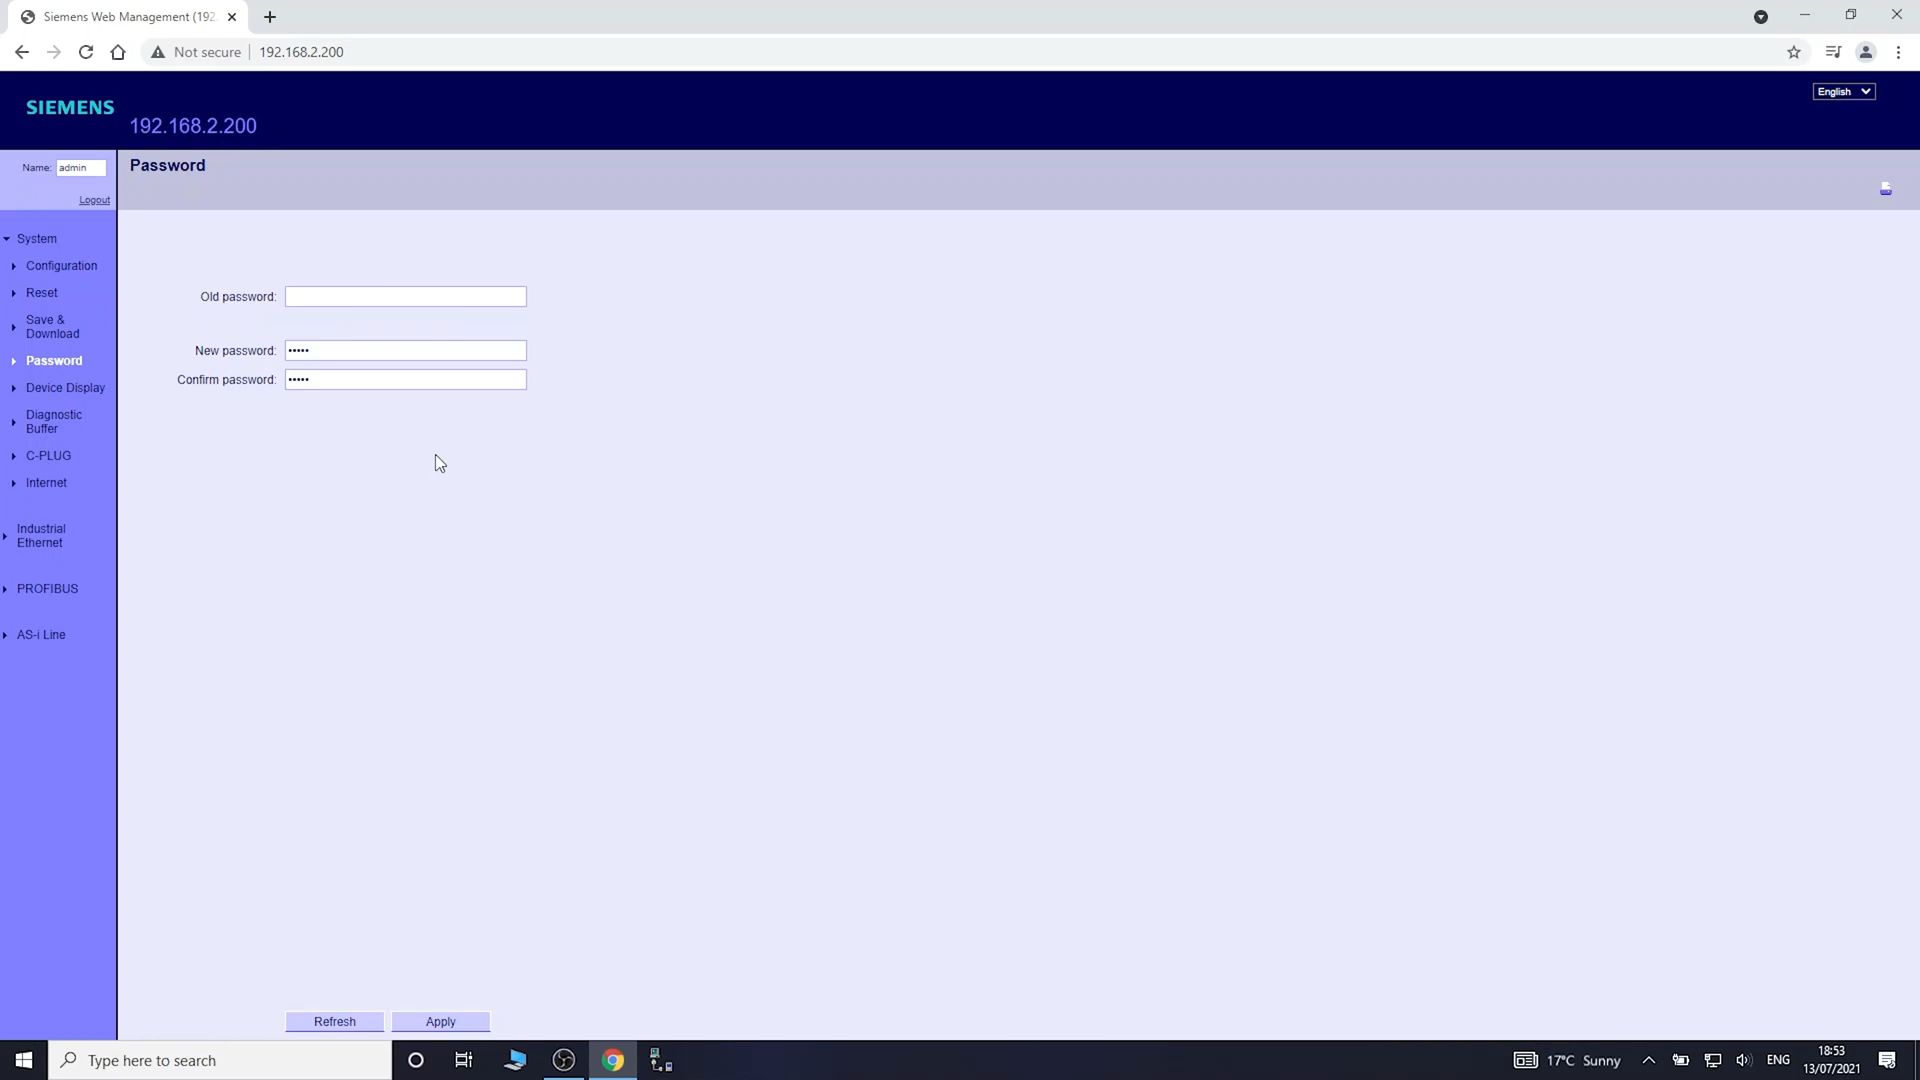 Siemens Web Management (192.
Not secure
192.168.2.200
SIEMENS
192.168.2.200
English
Name:
admin
Logout
Password
System
Configuration
Reset
Save &
Download
Password
Device Display
Diagnostic
Buffer
C-PLUG
Internet
Industrial
Ethernet
PROFIBUS
AS-i Line
Old password:
New password: •••••
Confirm password: •••••
Refresh
Apply
Type here to search
17°C Sunny
ENG
18:53
13/07/2021